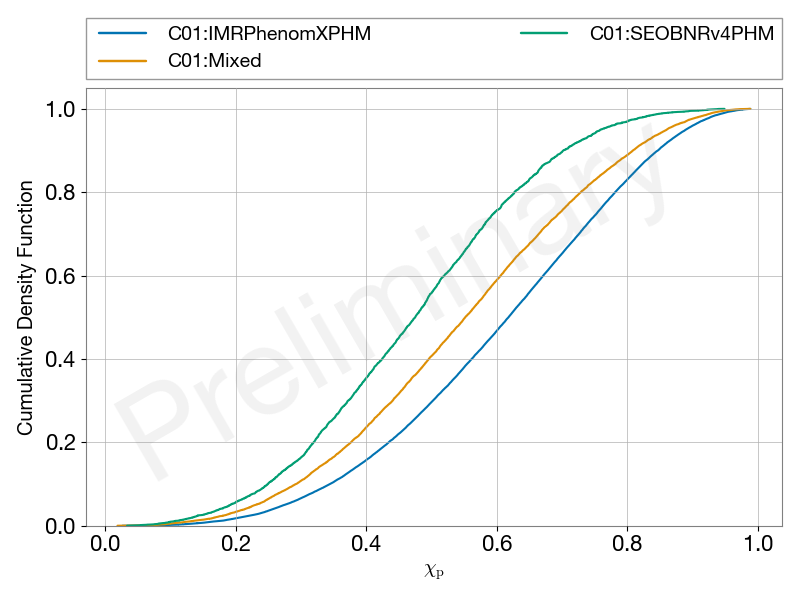 C01:IMRPhenomXPHM
C01:Mixed
C01:SEOBNRv4PHM
Preliminary
Cumulative Density Function
1.0
0.8
0.6
0.4
0.2
0.0
0.0 0.2 0.4 0.6 0.8 1.0
χp